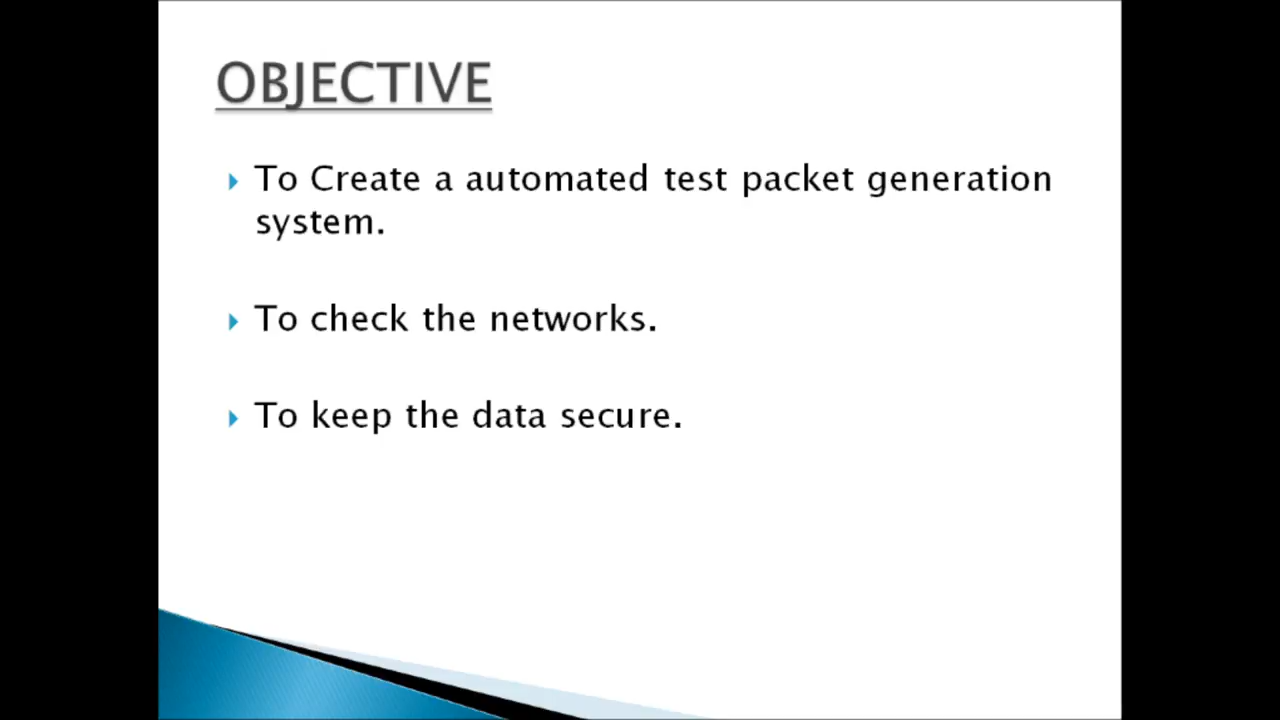 OBJECTIVE
To Create a automated test packet generation
system.
To check the networks.
To keep the data secure.